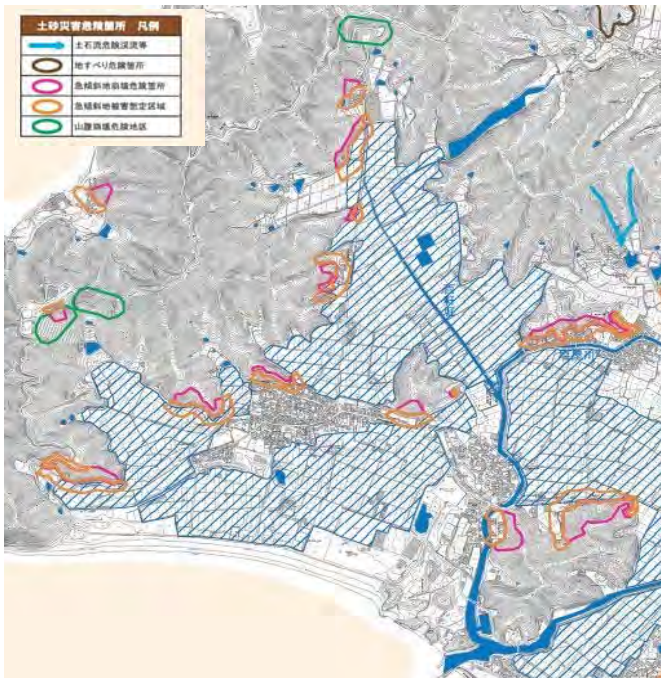 土砂災害危険箇所 凡例
土石流危険渓流等
地すべり危険箇所
急傾斜地崩壊危険箇所
急傾斜地被害想定区域
山腹崩壊危険地区